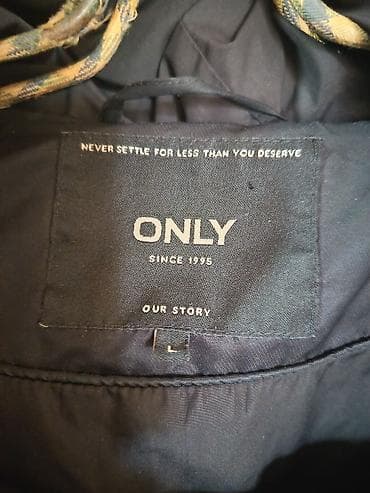 NEVER SETTLE FOR LESS THAN YOU DESERVE
ONLY
SINCE 1995
OUR STORY
L